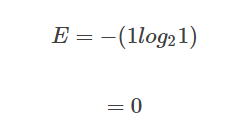 E = −(1log₂1)
= 0